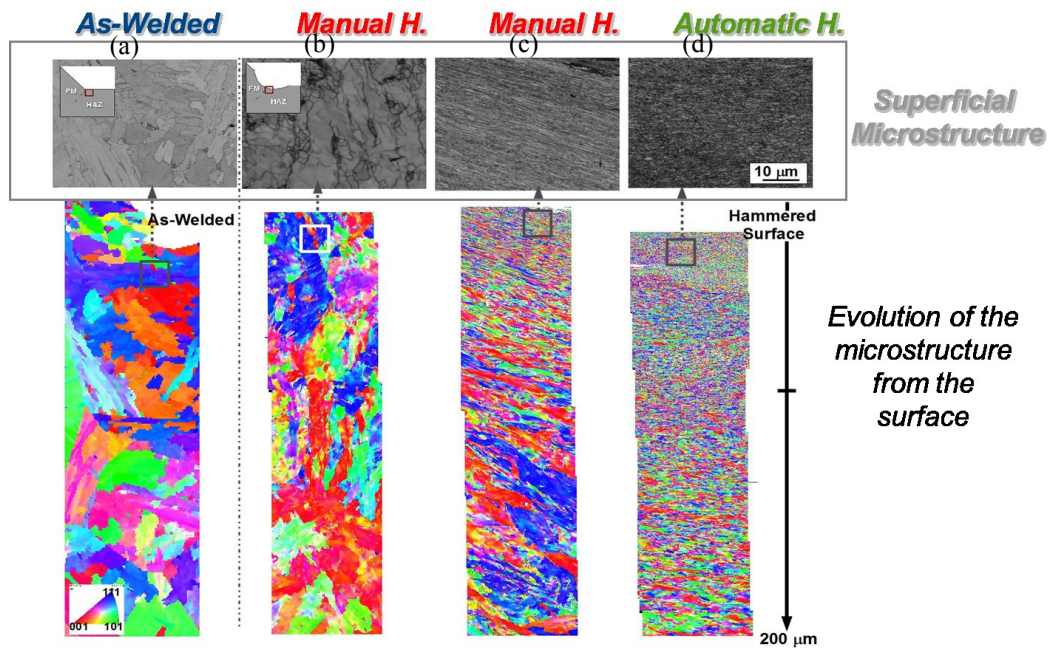 As-Welded Manual H. Manual H. Automatic H.
(a) (b) (c) (d)
FM
HAZ
FM
HAZ
10 μm
Superficial
Microstructure
As-Welded
Hammered
Surface
Evolution of the
microstructure
from the
surface
111
001 101
200 μm